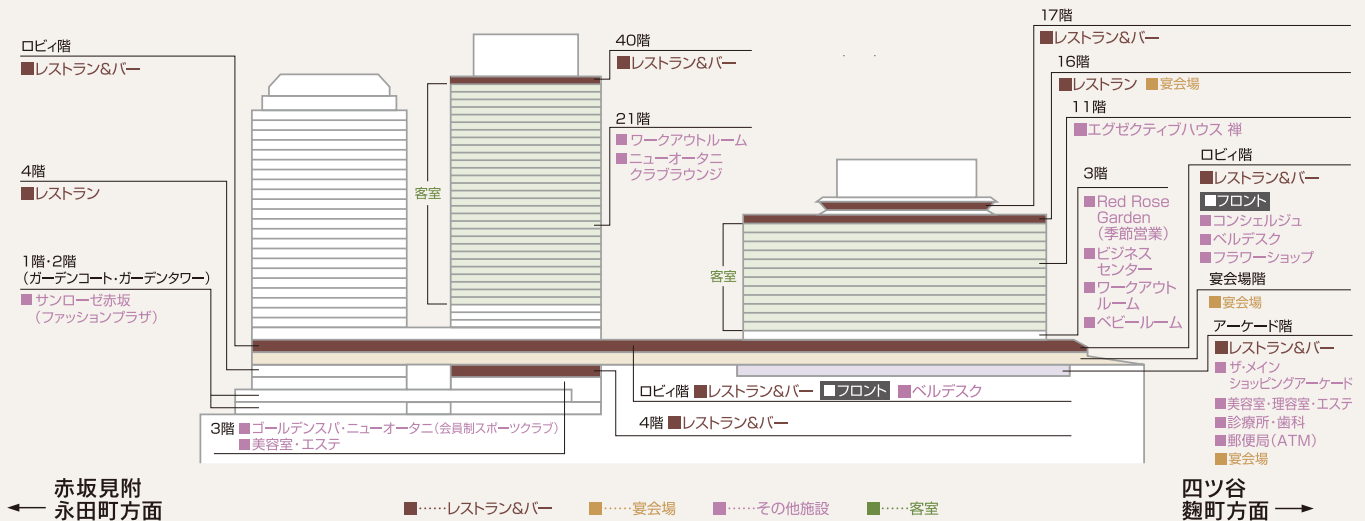 ロビィ階
■レストラン&バー
4階
■レストラン
1階・2階
(ガーデンコート・ガーデンタワー)
■サンローゼ赤坂
(ファッションプラザ)
客室
40階
■レストラン&バー
21階
■ワークアウトルーム
■ニューオータニ
クラブラウンジ
17階
■レストラン&バー
16階
■レストラン ■宴会場
11階
■エグゼクティブハウス 禅
客室
3階
■Red Rose
Garden
(季節営業)
■ビジネス
センター
■ワークアウト
ルーム
■ベビールーム
ロビィ階
■レストラン&バー
■フロント
■コンシェルジュ
■ベルデスク
■フラワーショップ
宴会場階
■宴会場
アーケード階
■レストラン&バー
■ザ・メイン
ショッピングアーケード
■美容室・理容室・エステ
■診療所・歯科
■郵便局(ATM)
■宴会場
ロビィ階 ■レストラン&バー ■フロント ■ベルデスク
4階 ■レストラン&バー
3階 ■ゴールデンスパ・ニューオータニ(会員制スポーツクラブ)
■美容室・エステ
赤坂見附
永田町方面
■……レストラン&バー ■……宴会場 ■……その他施設 ■……客室
四ツ谷
麴町方面